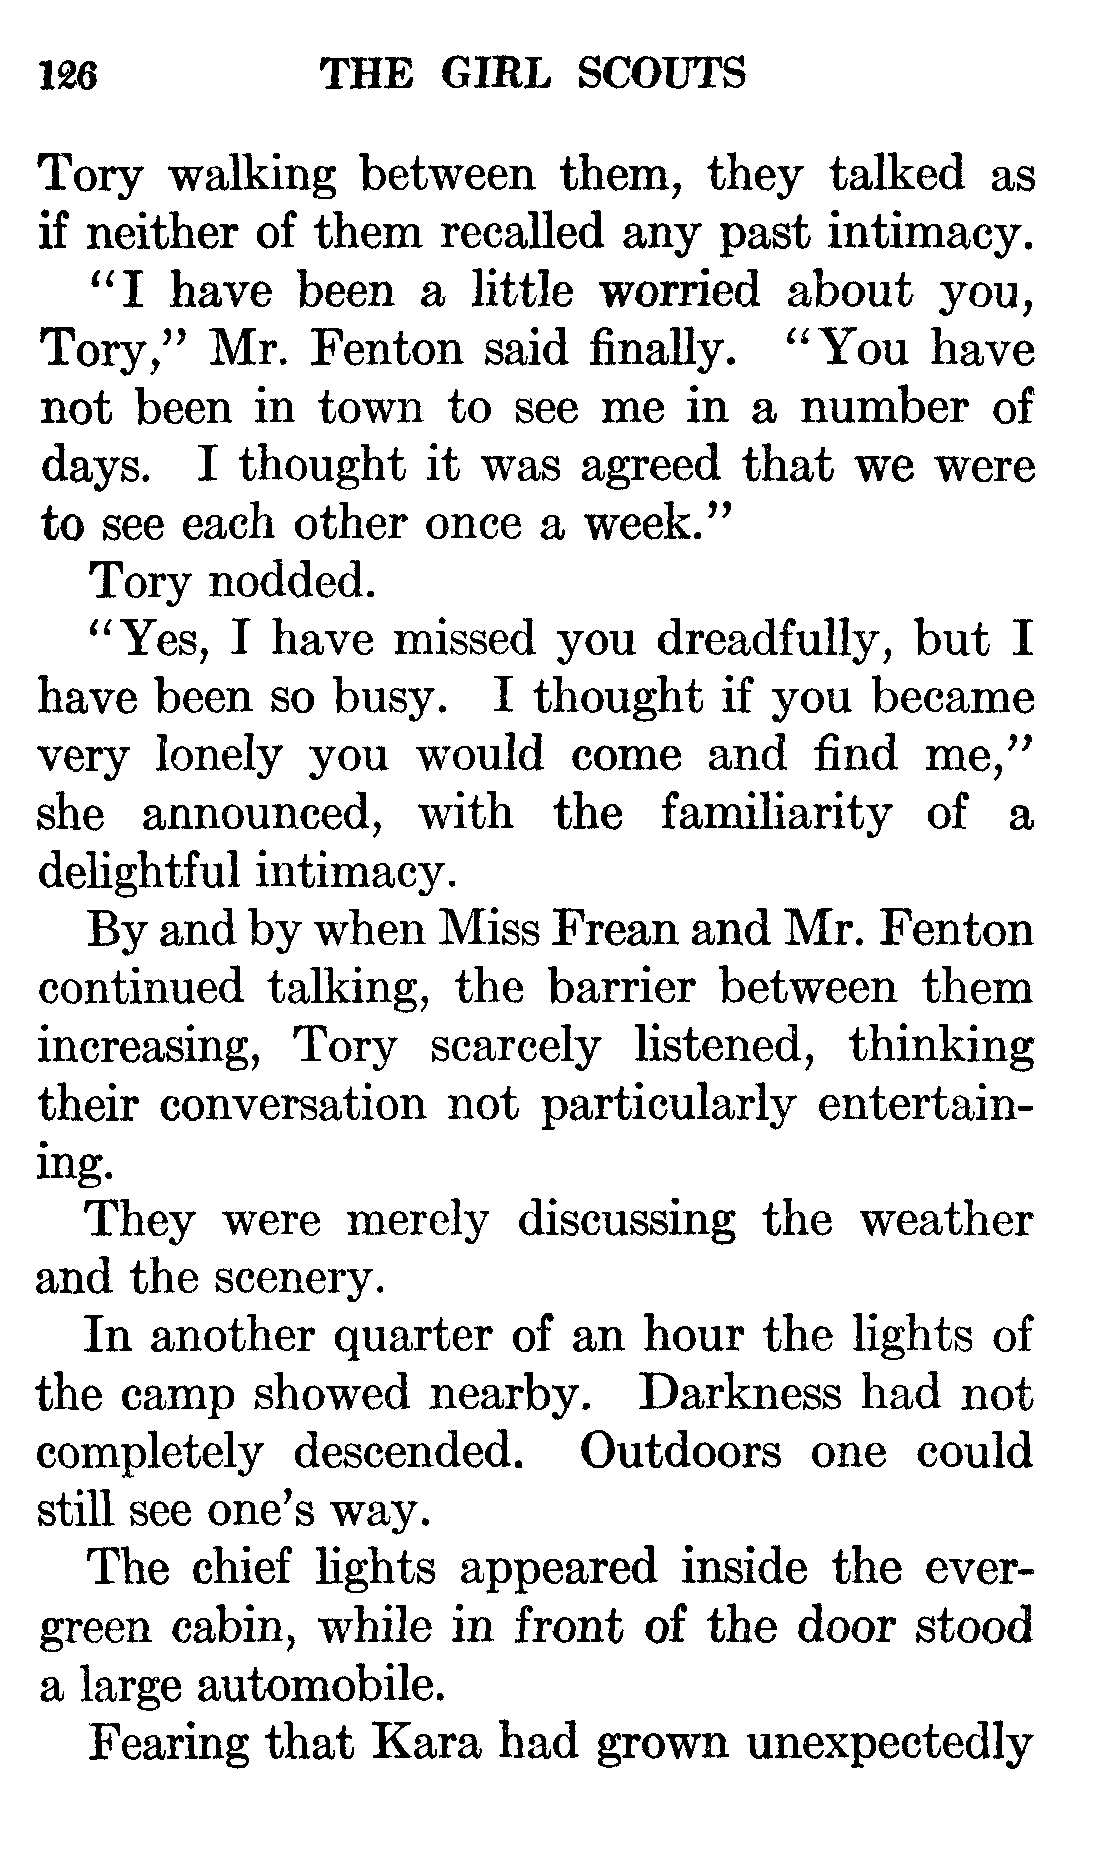 126 THE GIRL SCOUTS
Tory walking between them, they talked as
if neither of them recalled any past intimacy.
“I have been a little worried about you,
Tory,” Mr. Fenton said finally. “You have
not been in town to see me in a number of
days. I thought it was agreed that we were
to see each other once a week.”
Tory nodded.
“Yes, I have missed you dreadfully, but I
have been so busy. I thought if you became
very lonely you would come and find me,”
she announced, with the familiarity of a
delightful intimacy.
By and by when Miss Frean and Mr. Fenton
continued talking, the barrier between them
increasing, Tory scarcely listened, thinking
their conversation not particularly entertain-
ing.
They were merely discussing the weather
and the scenery.
In another quarter of an hour the lights of
the camp showed nearby. Darkness had not
completely descended. Outdoors one could
still see one’s way.
The chief lights appeared inside the ever-
green cabin, while in front of the door stood
a large automobile.
Fearing that Kara had grown unexpectedly